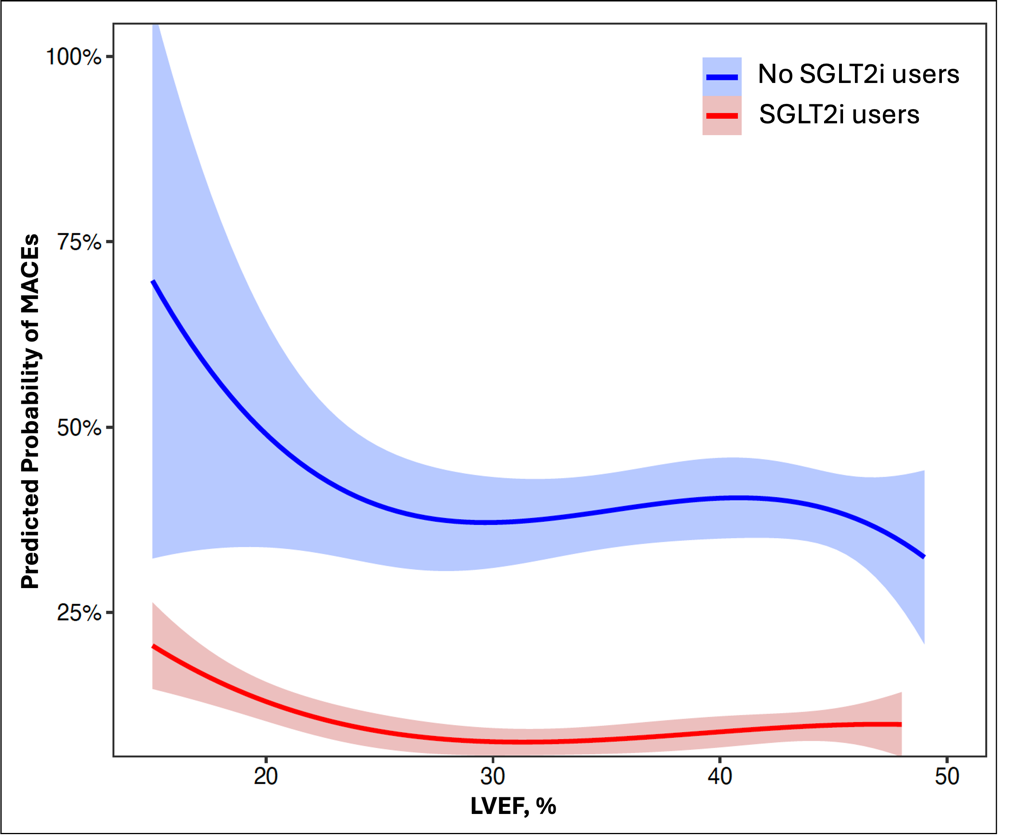 No SGLT2i users
SGLT2i users
100%
75%
50%
25%
Predicted Probability of MACEs
20
30
40
50
LVEF, %